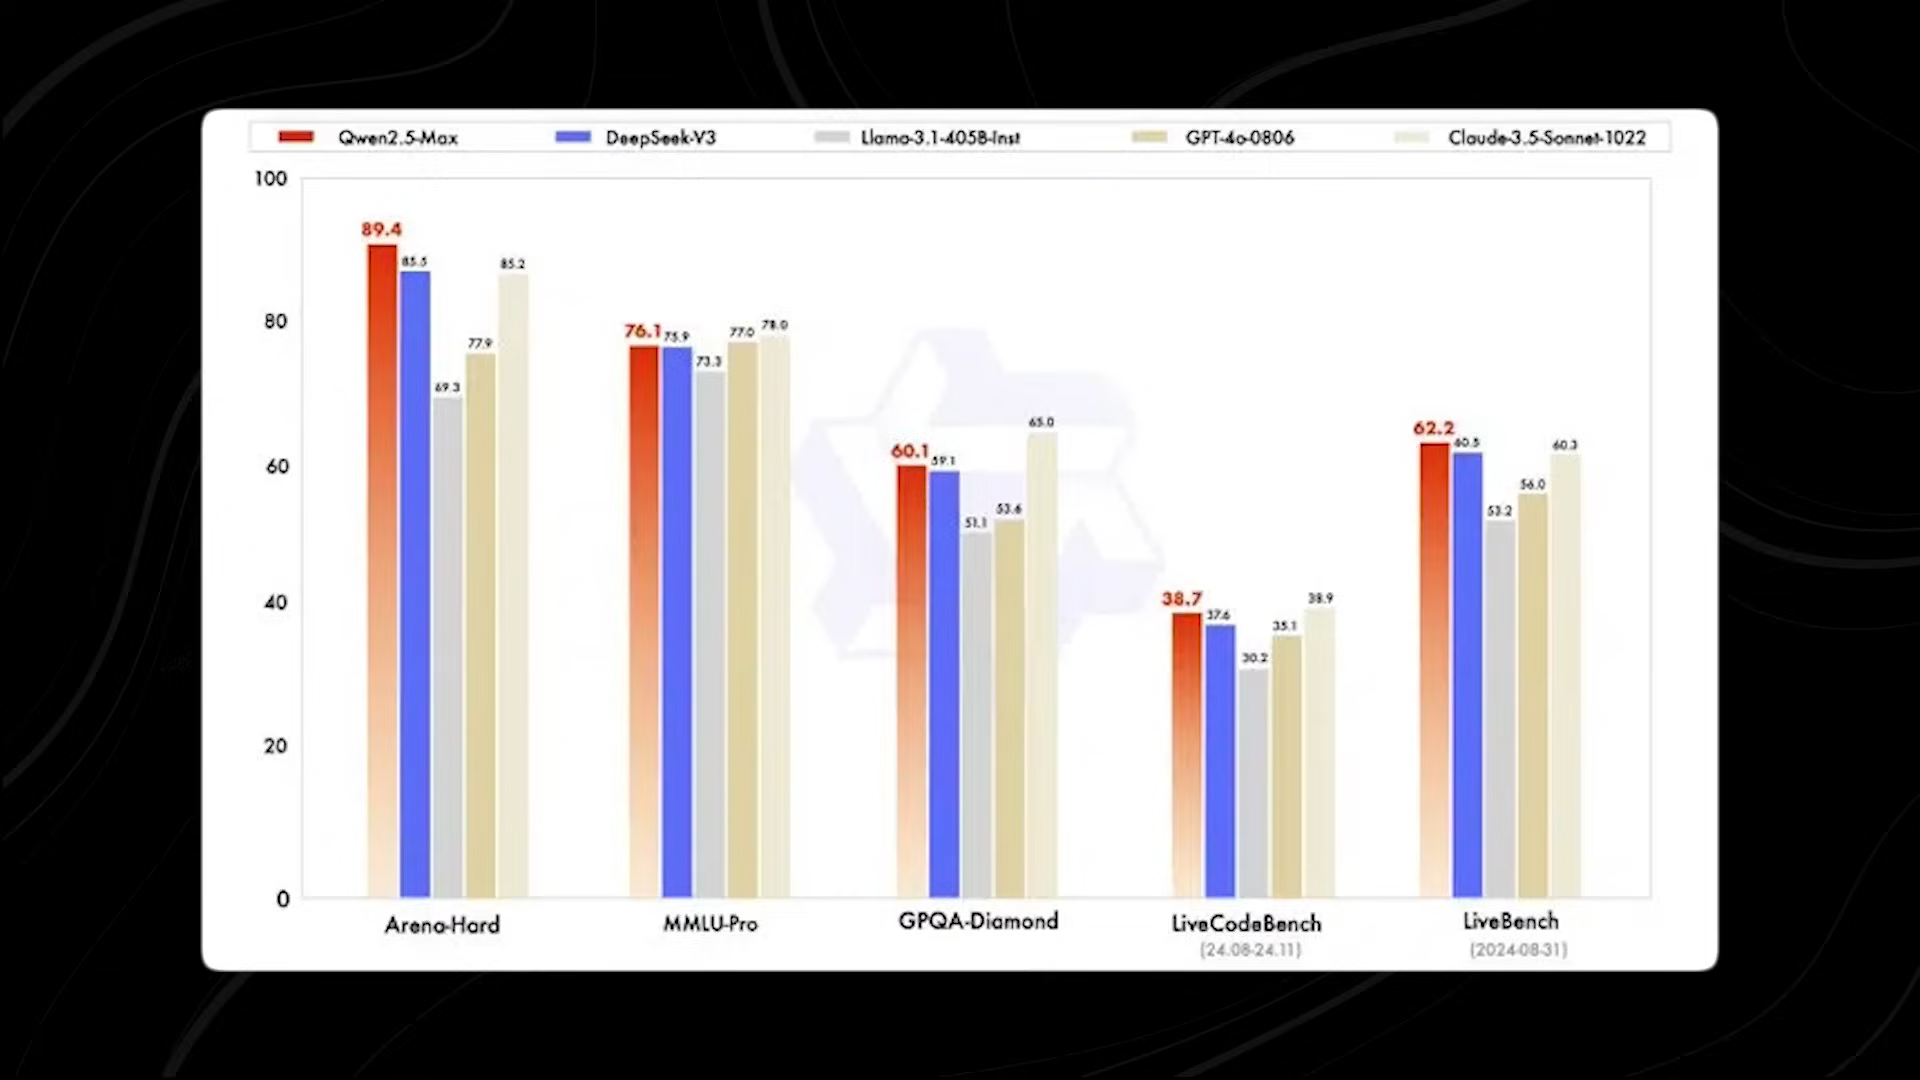 Qwen2.5-Max DeepSeek-V3 Llama-3.1-405B-Inst GPT-4o-0806 Claude-3.5-Sonnet-1022
100
80
60
40
20
0
89.4 85.5 69.3 77.9 85.2
76.1 75.9 73.3 77.0 78.0
60.1 59.1 51.1 53.6 65.0
38.7 37.6 30.2 35.1 38.9
62.2 60.5 53.2 56.0 60.3
Arena-Hard MMLU-Pro GPQA-Diamond LiveCodeBench LiveBench
(24.08-24.11) (2024-08-31)